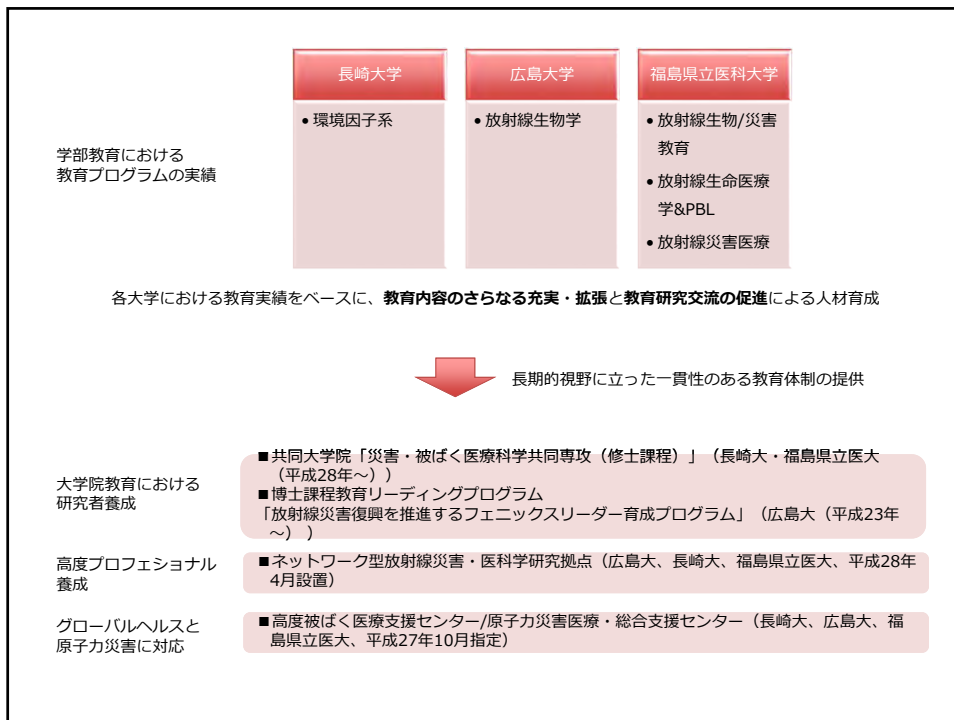 長崎大学
広島大学
福島県立医科大学
学部教育における
教育プログラムの実績
• 環境因子系
• 放射線生物学
• 放射線生物/災害
教育
• 放射線生命医療
学&PBL
• 放射線災害医療
各大学における教育実績をベースに、教育内容のさらなる充実・拡張と教育研究交流の促進による人材育成
長期的視野に立った一貫性のある教育体制の提供
大学院教育における
研究者養成
■共同大学院「災害・被ばく医療科学共同専攻（修士課程）」（長崎大・福島県立医大
（平成28年～））
■博士課程教育リーディングプログラム
「放射線災害復興を推進するフェニックスリーダー育成プログラム」（広島大（平成23年
～））
高度プロフェショナル
養成
■ネットワーク型放射線災害・医科学研究拠点（広島大、長崎大、福島県立医大、平成28年
4月設置）
グローバルヘルスと
原子力災害に対応
■高度被ばく医療支援センター/原子力災害医療・総合支援センター（長崎大、広島大、福
島県立医大、平成27年10月指定）